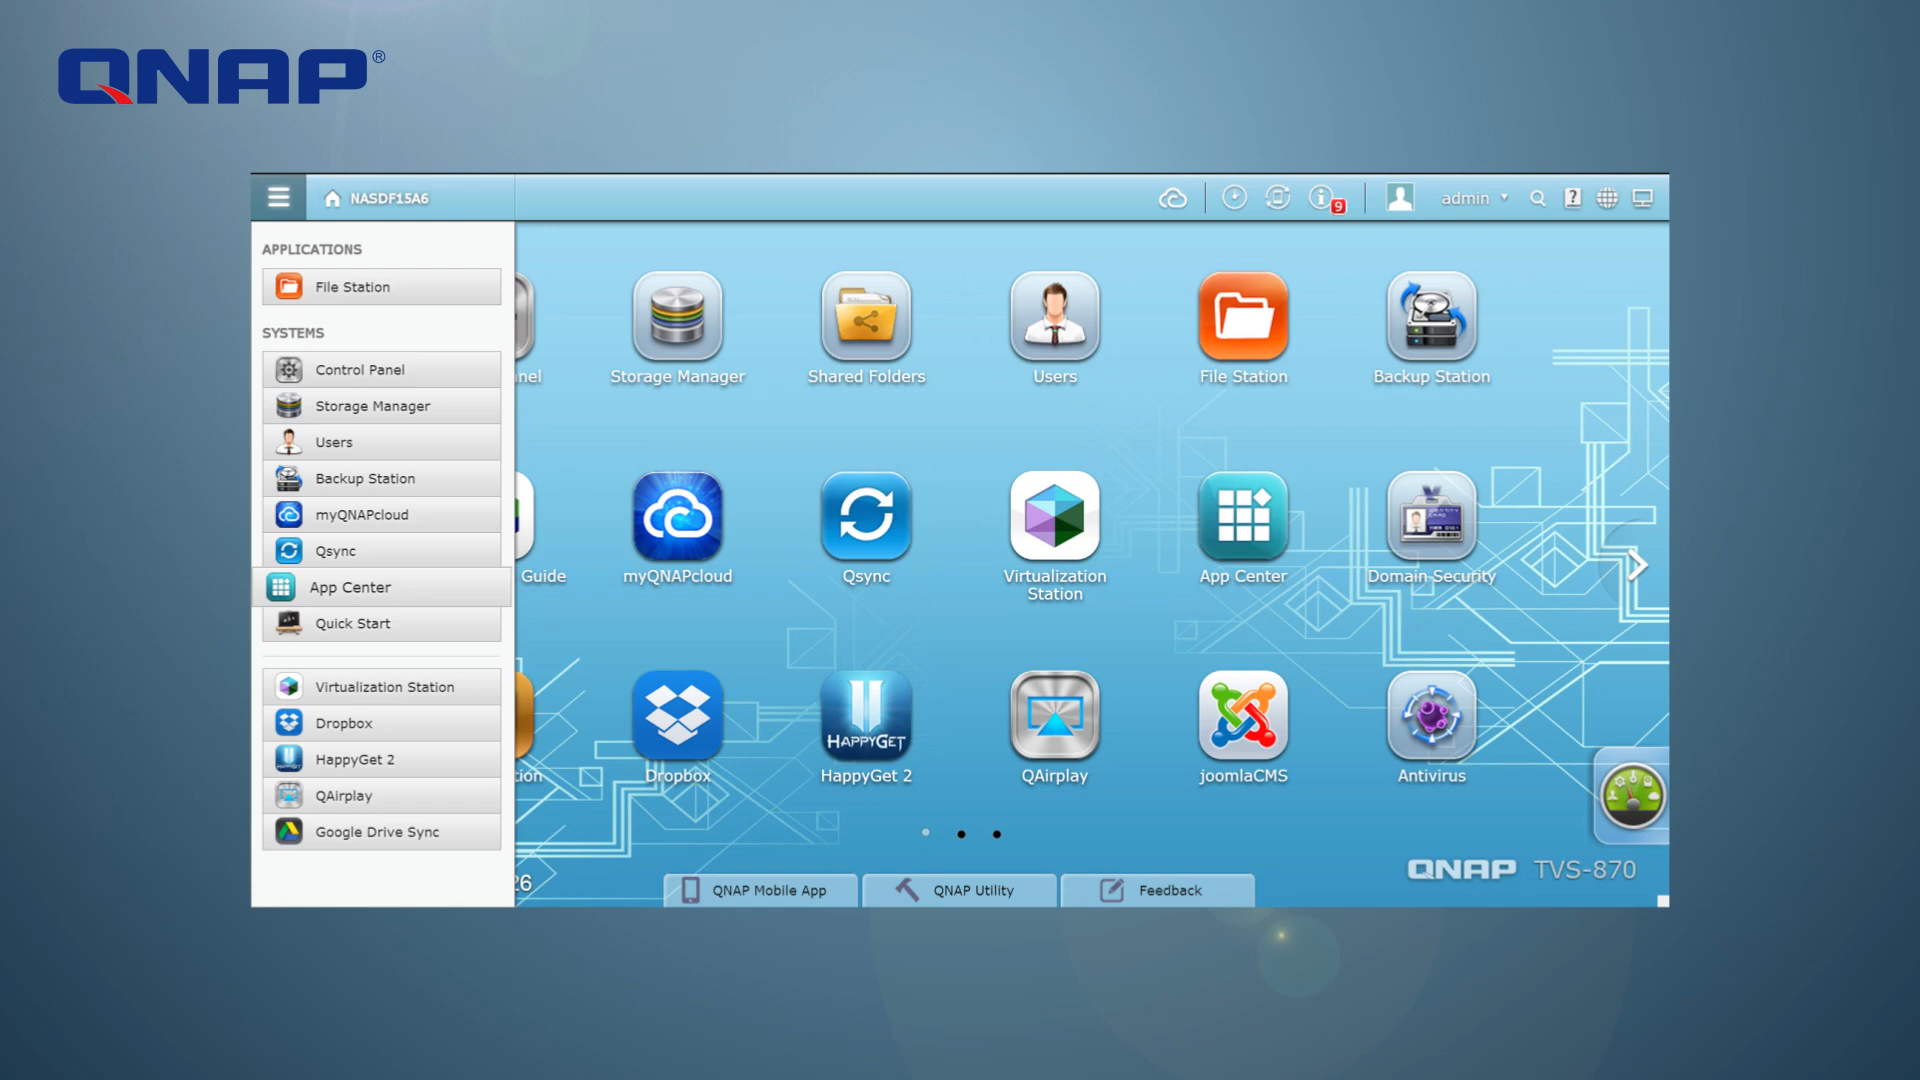 QNAP®
NASDF15A6
9
admin
?
APPLICATIONS
File Station
SYSTEMS
Control Panel
Storage Manager
Users
Backup Station
myQNAPcloud
Qsync
App Center
Quick Start
Virtualization Station
Dropbox
HappyGet 2
QAirplay
Google Drive Sync
nel
Storage Manager
Shared Folders
Users
File Station
Backup Station
Guide
myQNAPcloud
Qsync
Virtualization
Station
App Center
Domain Security
tion
Dropbox
HAPPYGET
HappyGet 2
QAirplay
joomlaCMS
Antivirus
26
QNAP Mobile App
QNAP Utility
Feedback
QNAP TVS-870